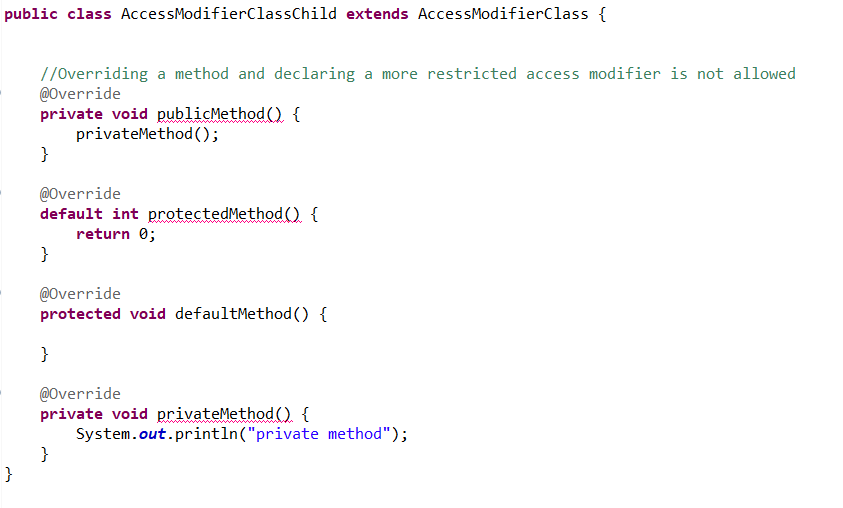 public class AccessModifierClassChild extends AccessModifierClass {
//Overriding a method and declaring a more restricted access modifier is not allowed
@Override
private void publicMethod() {
privateMethod();
}
@Override
default int protectedMethod() {
return 0;
}
@Override
protected void defaultMethod() {
}
@Override
private void privateMethod() {
System.out.println("private method");
}
}